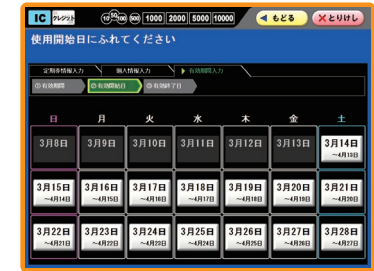 IC クレジット 10 50 100 500 1000 2000 5000 10000 もどる ×とりけし
使用開始日にふれてください
定期券情報入力 個人情報入力 ▶有効期間入力
①有効期間 ②有効開始日 ③有効終了日
日 月 火 水 木 金 土
3月8日 3月9日 3月10日 3月11日 3月12日 3月13日 3月14日
~4月13日
3月15日 3月16日 3月17日 3月18日 3月19日 3月20日 3月21日
~4月14日 ~4月15日 ~4月16日 ~4月17日 ~4月18日 ~4月19日 ~4月20日
3月22日 3月23日 3月24日 3月25日 3月26日 3月27日 3月28日
~4月21日 ~4月22日 ~4月23日 ~4月24日 ~4月25日 ~4月26日 ~4月27日